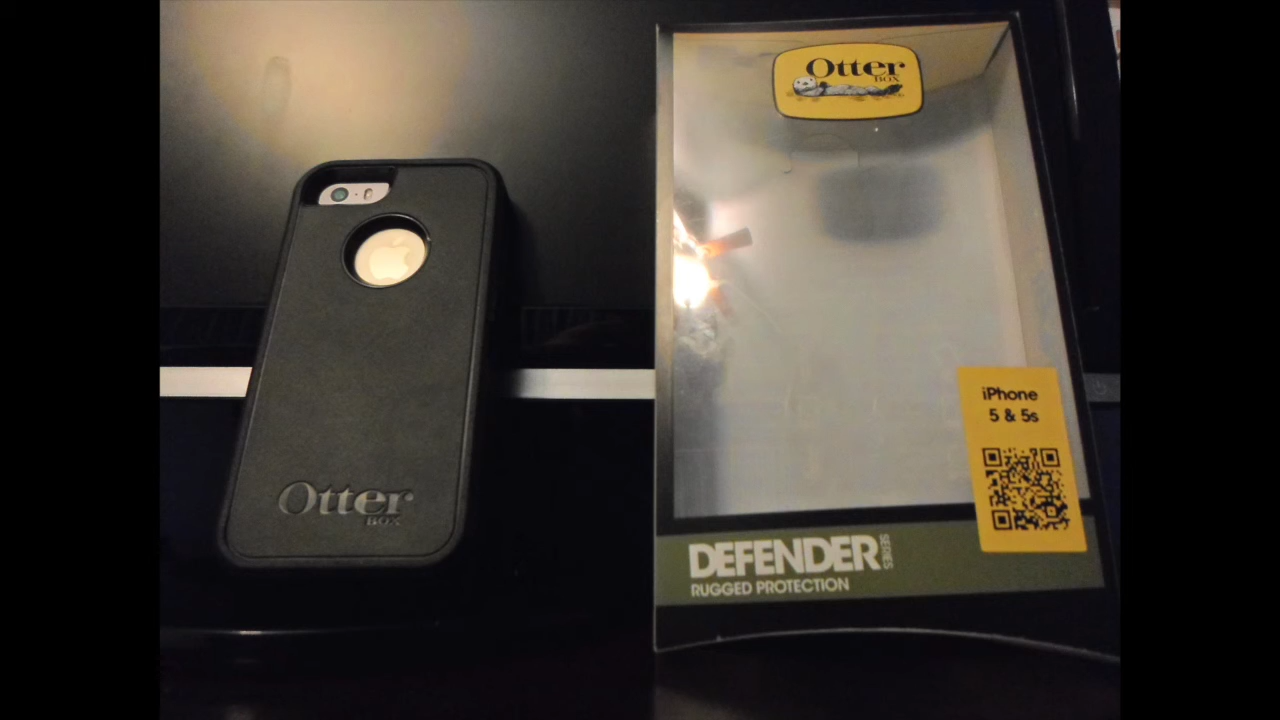 Otter
BOX
Otter
BOX
iPhone
5 & 5s
DEFENDER
SERIES
RUGGED PROTECTION